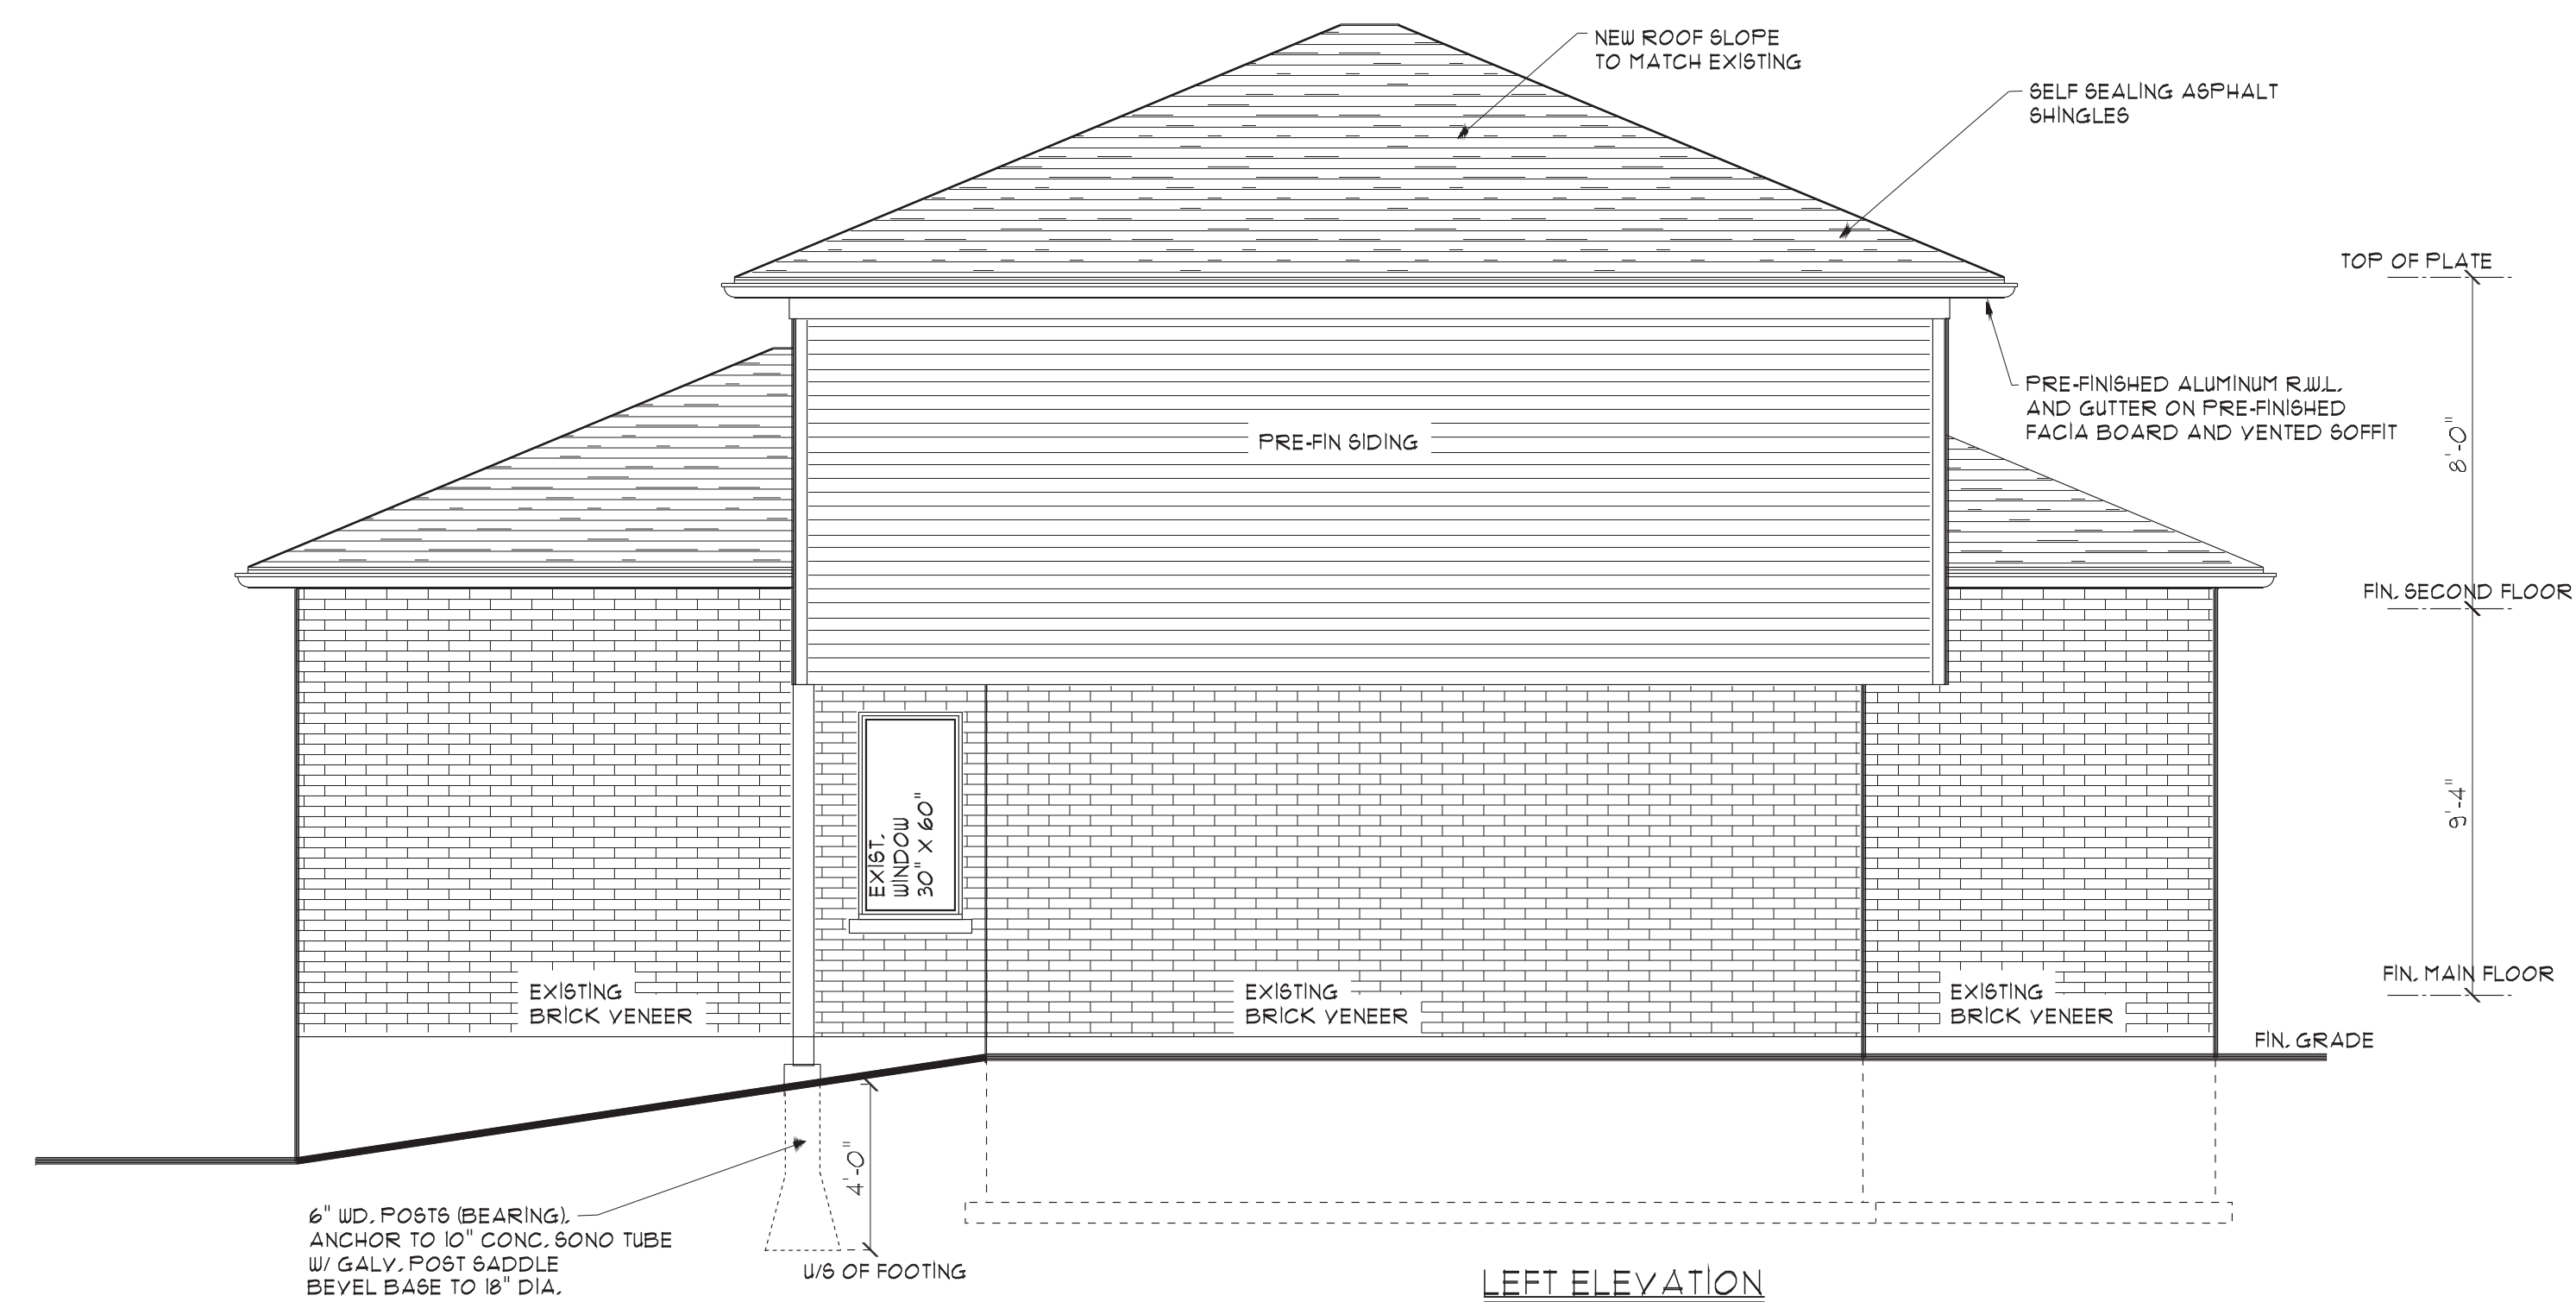 NEW ROOF SLOPE
TO MATCH EXISTING
SELF SEALING ASPHALT
SHINGLES
TOP OF PLATE
PRE-FINISHED ALUMINUM R.W.L.
AND GUTTER ON PRE-FINISHED
FACIA BOARD AND VENTED SOFFIT
8'-0"
PRE-FIN SIDING
FIN. SECOND FLOOR
9'-4"
EXIST.
WINDOW
30" X 60"
FIN. MAIN FLOOR
EXISTING
BRICK VENEER
EXISTING
BRICK VENEER
EXISTING
BRICK VENEER
FIN. GRADE
4'-0"
6" WD. POSTS (BEARING).
ANCHOR TO 10" CONC. SONO TUBE
W/ GALV. POST SADDLE
BEVEL BASE TO 18" DIA.
U/S OF FOOTING
LEFT ELEVATION